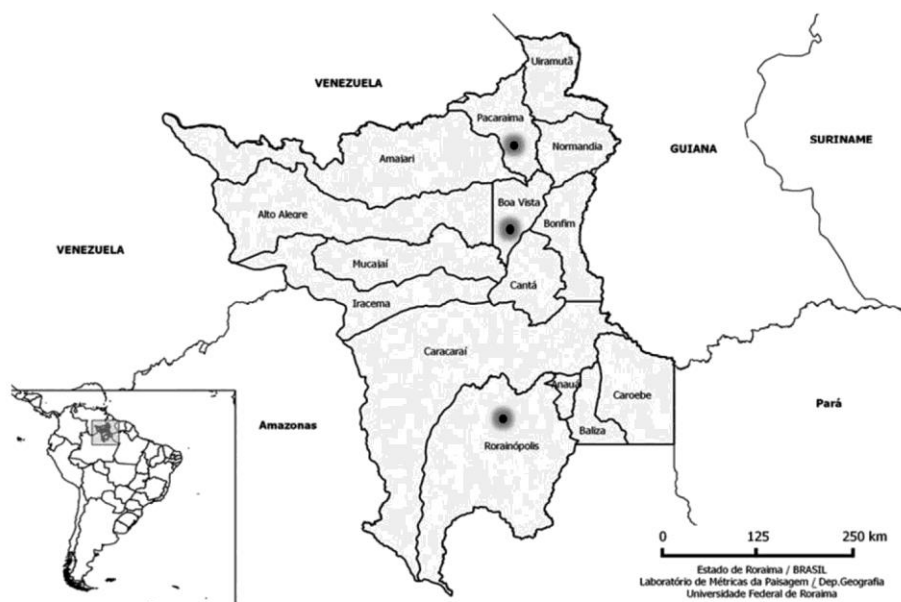 Uiramutã
VENEZUELA
Pacaraima
Normandia
GUIANA
SURINAME
Amajari
Boa Vista
Alto Alegre
Bonfim
VENEZUELA
Mucajaí
Cantá
Iracema
Caracaraí
Anauá
Caroebe
Amazonas
Pará
Baliza
Rorainópolis
0 125 250 km
Estado de Roraima / BRASIL
Laboratório de Métricas da Paisagem / Dep.Geografia
Universidade Federal de Roraima